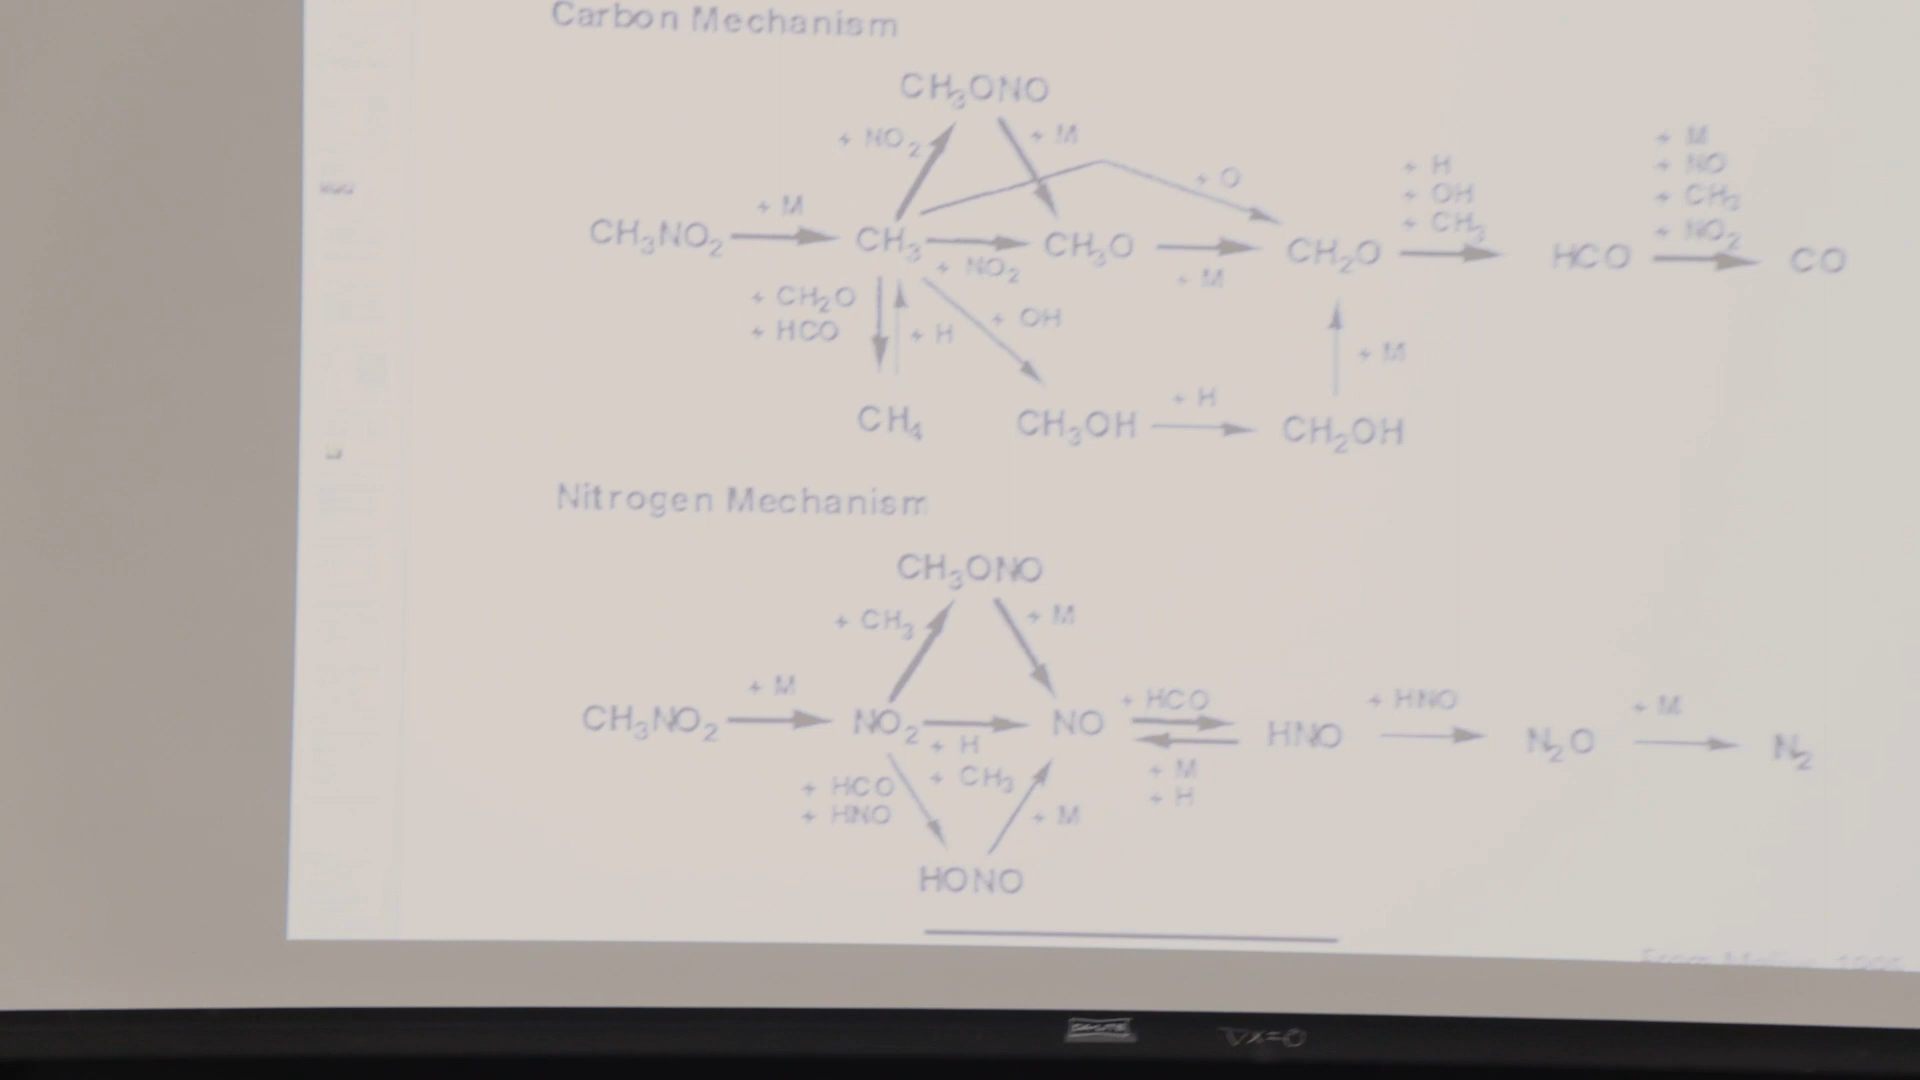 Carbon Mechanism
CH₃ONO
+ NO₂
+ M
+ O
+ H
+ OH
+ CH₃
+ M
+ NO
+ CH₃
+ NO₂
+ M
CH₃NO₂
CH₃
CH₃O
CH₂O
HCO
CO
+ NO₂
+ M
+ CH₂O
+ HCO
+ H
+ OH
+ M
+ H
CH₄
CH₃OH
CH₂OH
Nitrogen Mechanism
CH₃ONO
+ CH₃
+ M
+ M
+ HCO
+ HNO
+ M
CH₃NO₂
NO₂
NO
HNO
N₂O
N₂
+ H
+ CH₃
+ M
+ H
+ HCO
+ HNO
+ M
HONO
∇x=0